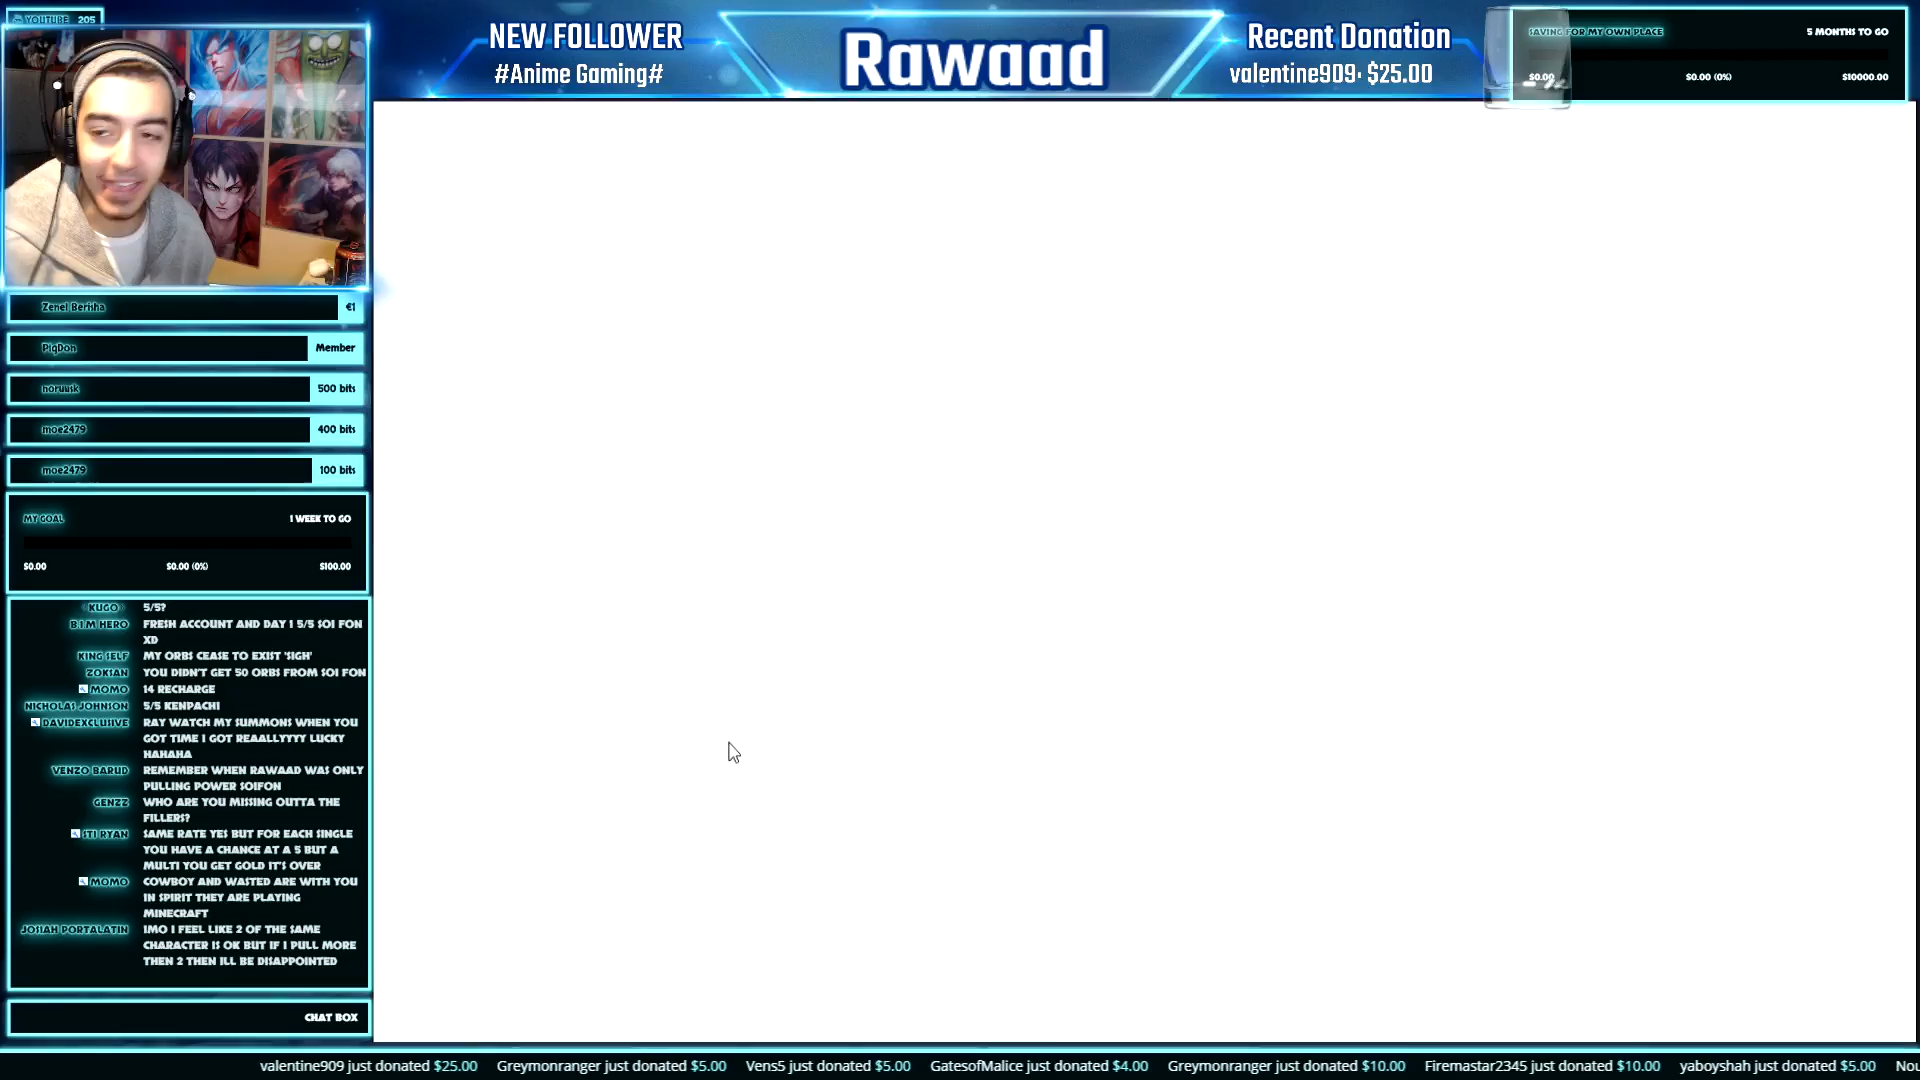 YOUTUBE 205
NEW FOLLOWER
#Anime Gaming#
Rawaad
Recent Donation
valentine909: $25.00
SAVING FOR MY OWN PLACE 5 MONTHS TO GO
$0.00 $0.00 (0%) $10000.00
Zenel Berisha €1
PigDon Member
noruusk 500 bits
moe2479 400 bits
moe2479 100 bits
MY GOAL 1 WEEK TO GO
$0.00 $0.00 (0%) $100.00
KUGO 5/5?
B1M HERO FRESH ACCOUNT AND DAY 1 5/5 SOI FON
XD
KING SELF MY ORBS CEASE TO EXIST 'SIGH'
ZOKSAN YOU DIDN'T GET 50 ORBS FROM SOI FON
MOMO 14 RECHARGE
NICHOLAS JOHNSON 5/5 KENPACHI
DAVIDEXCLUSIVE RAY WATCH MY SUMMONS WHEN YOU
GOT TIME I GOT REAALLYYYY LUCKY
HAHAHA
VENZO BARUD REMEMBER WHEN RAWAAD WAS ONLY
PULLING POWER SOIFON
GENZZ WHO ARE YOU MISSING OUTTA THE
FILLERS?
STI RYAN SAME RATE YES BUT FOR EACH SINGLE
YOU HAVE A CHANCE AT A 5 BUT A
MULTI YOU GET GOLD IT'S OVER
MOMO COWBOY AND WASTED ARE WITH YOU
IN SPIRIT THEY ARE PLAYING
MINECRAFT
JOSIAH PORTALATIN IMO I FEEL LIKE 2 OF THE SAME
CHARACTER IS OK BUT IF I PULL MORE
THEN 2 THEN ILL BE DISAPPOINTED
CHAT BOX
valentine909 just donated $25.00 Greymonranger just donated $5.00 Vens5 just donated $5.00 GatesofMalice just donated $4.00 Greymonranger just donated $10.00 Firemastar2345 just donated $10.00 yaboyshah just donated $5.00 Nou